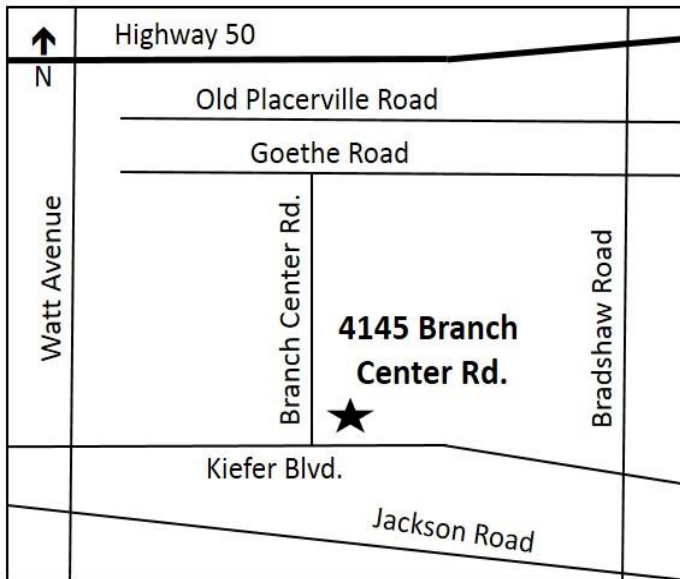 Highway 50
N
Old Placerville Road
Goethe Road
Watt Avenue
Branch Center Rd.
4145 Branch
Center Rd.
Bradshaw Road
Kiefer Blvd.
Jackson Road